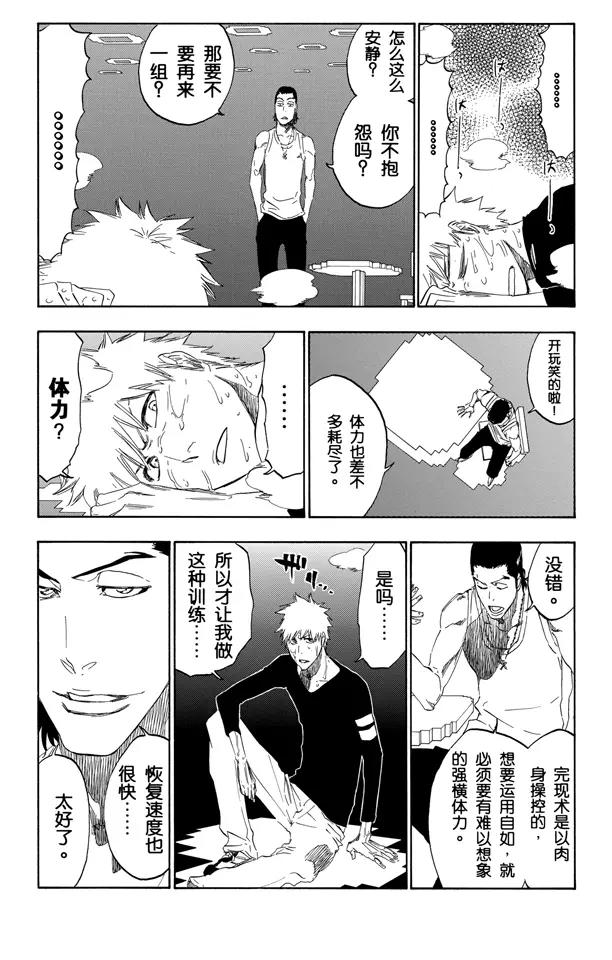 …………
怎么这么
安静？
你不抱
怨吗？
那要不
要再来
一组？
…………
开玩笑的啦！
体力也差不
多耗尽了。
……
体力？
没错。
完现术是以肉
身操控的，
想要运用自如，就
必须要有难以想象
的强横体力。
是吗……
所以才让我做
这种训练……
恢复速度也
很快……
太好了。